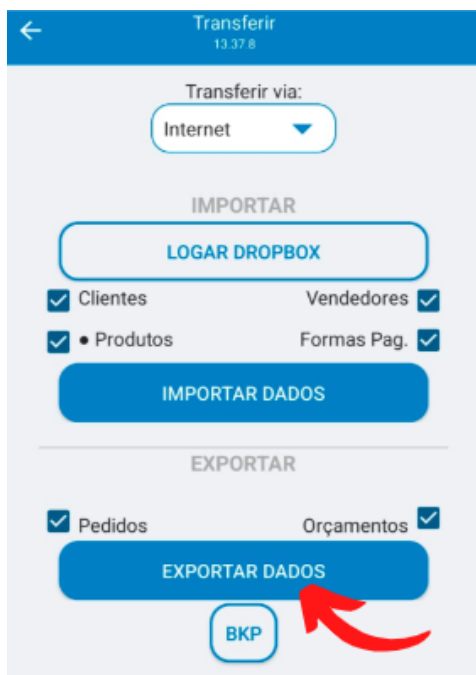 Transferir
13.37.8
Transferir via:
Internet
IMPORTAR
LOGAR DROPBOX
Clientes Vendedores
• Produtos Formas Pag.
IMPORTAR DADOS
EXPORTAR
Pedidos Orçamentos
EXPORTAR DADOS
BKP